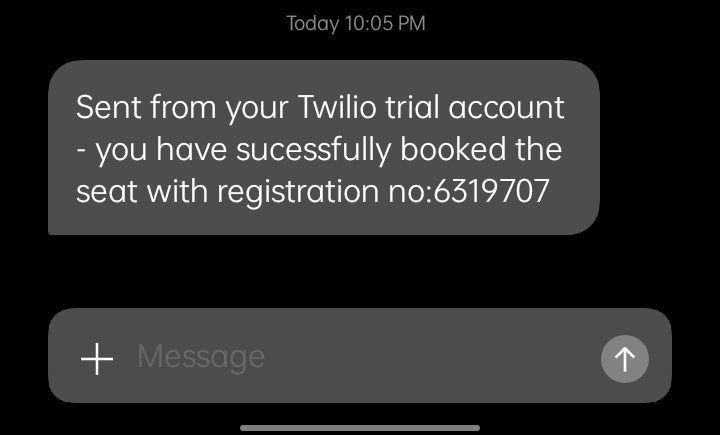 Today 10:05 PM
Sent from your Twilio trial account
- you have sucessfully booked the
seat with registration no:6319707
Message